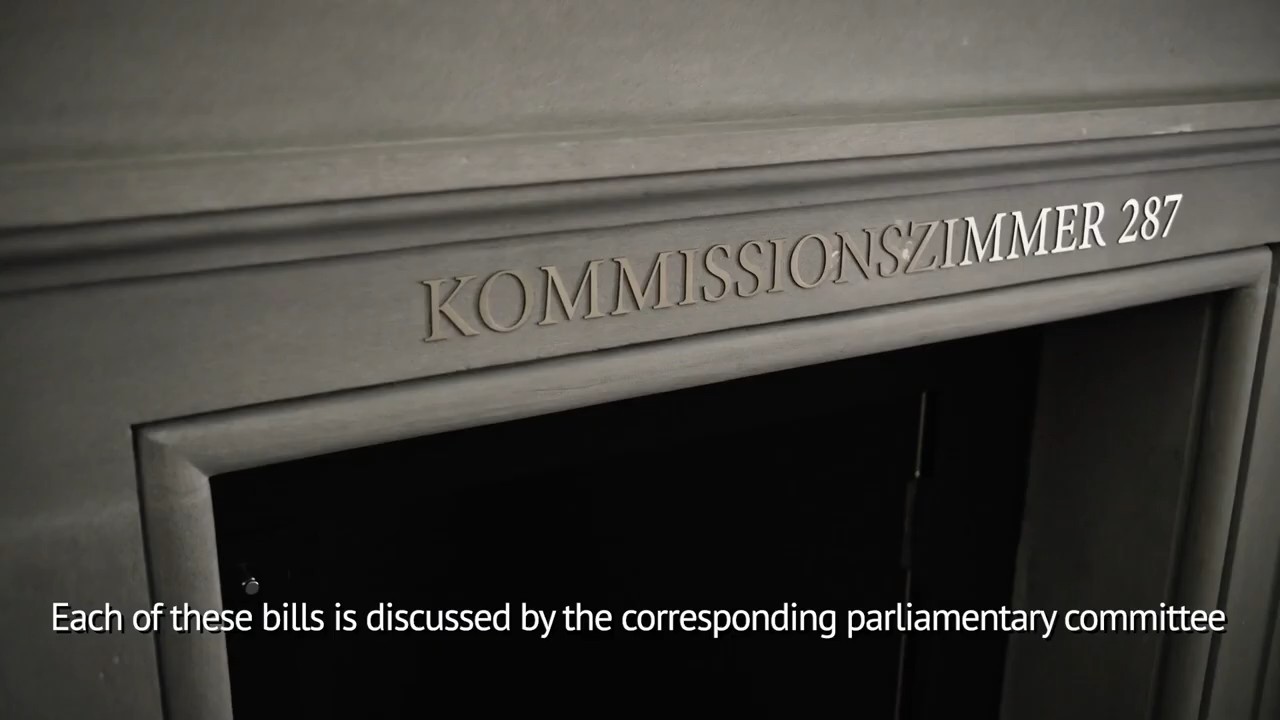 KOMMISSIONSZIMMER 287
Each of these bills is discussed by the corresponding parliamentary committee